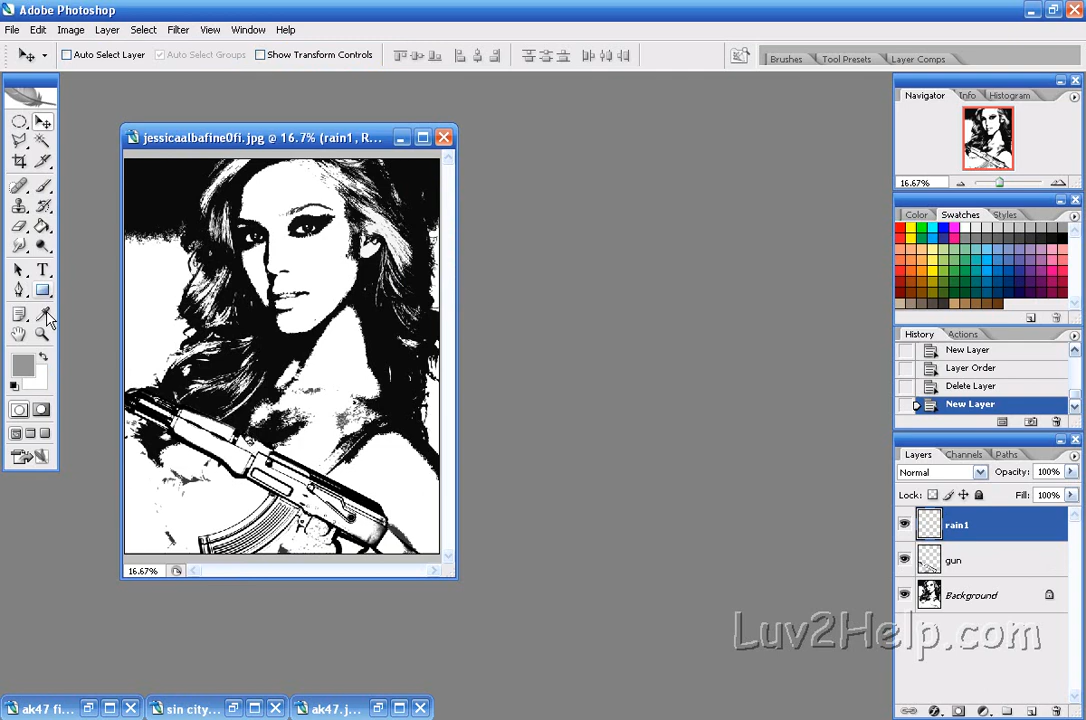 Adobe Photoshop
File Edit Image Layer Select Filter View Window Help
Auto Select Layer Auto Select Groups Show Transform Controls
Brushes Tool Presets Layer Comps
Navigator Info Histogram
16.67%
Color Swatches Styles
jessicaalbafine0fi.jpg @ 16.7% (rain1, R...
T
History Actions
New Layer
Layer Order
Delete Layer
New Layer
Layers Channels Paths
Normal Opacity: 100%
Lock: Fill: 100%
rain1
gun
Background
16.67%
Luv2Help.com
ak47 fi... sin city... ak47.j...